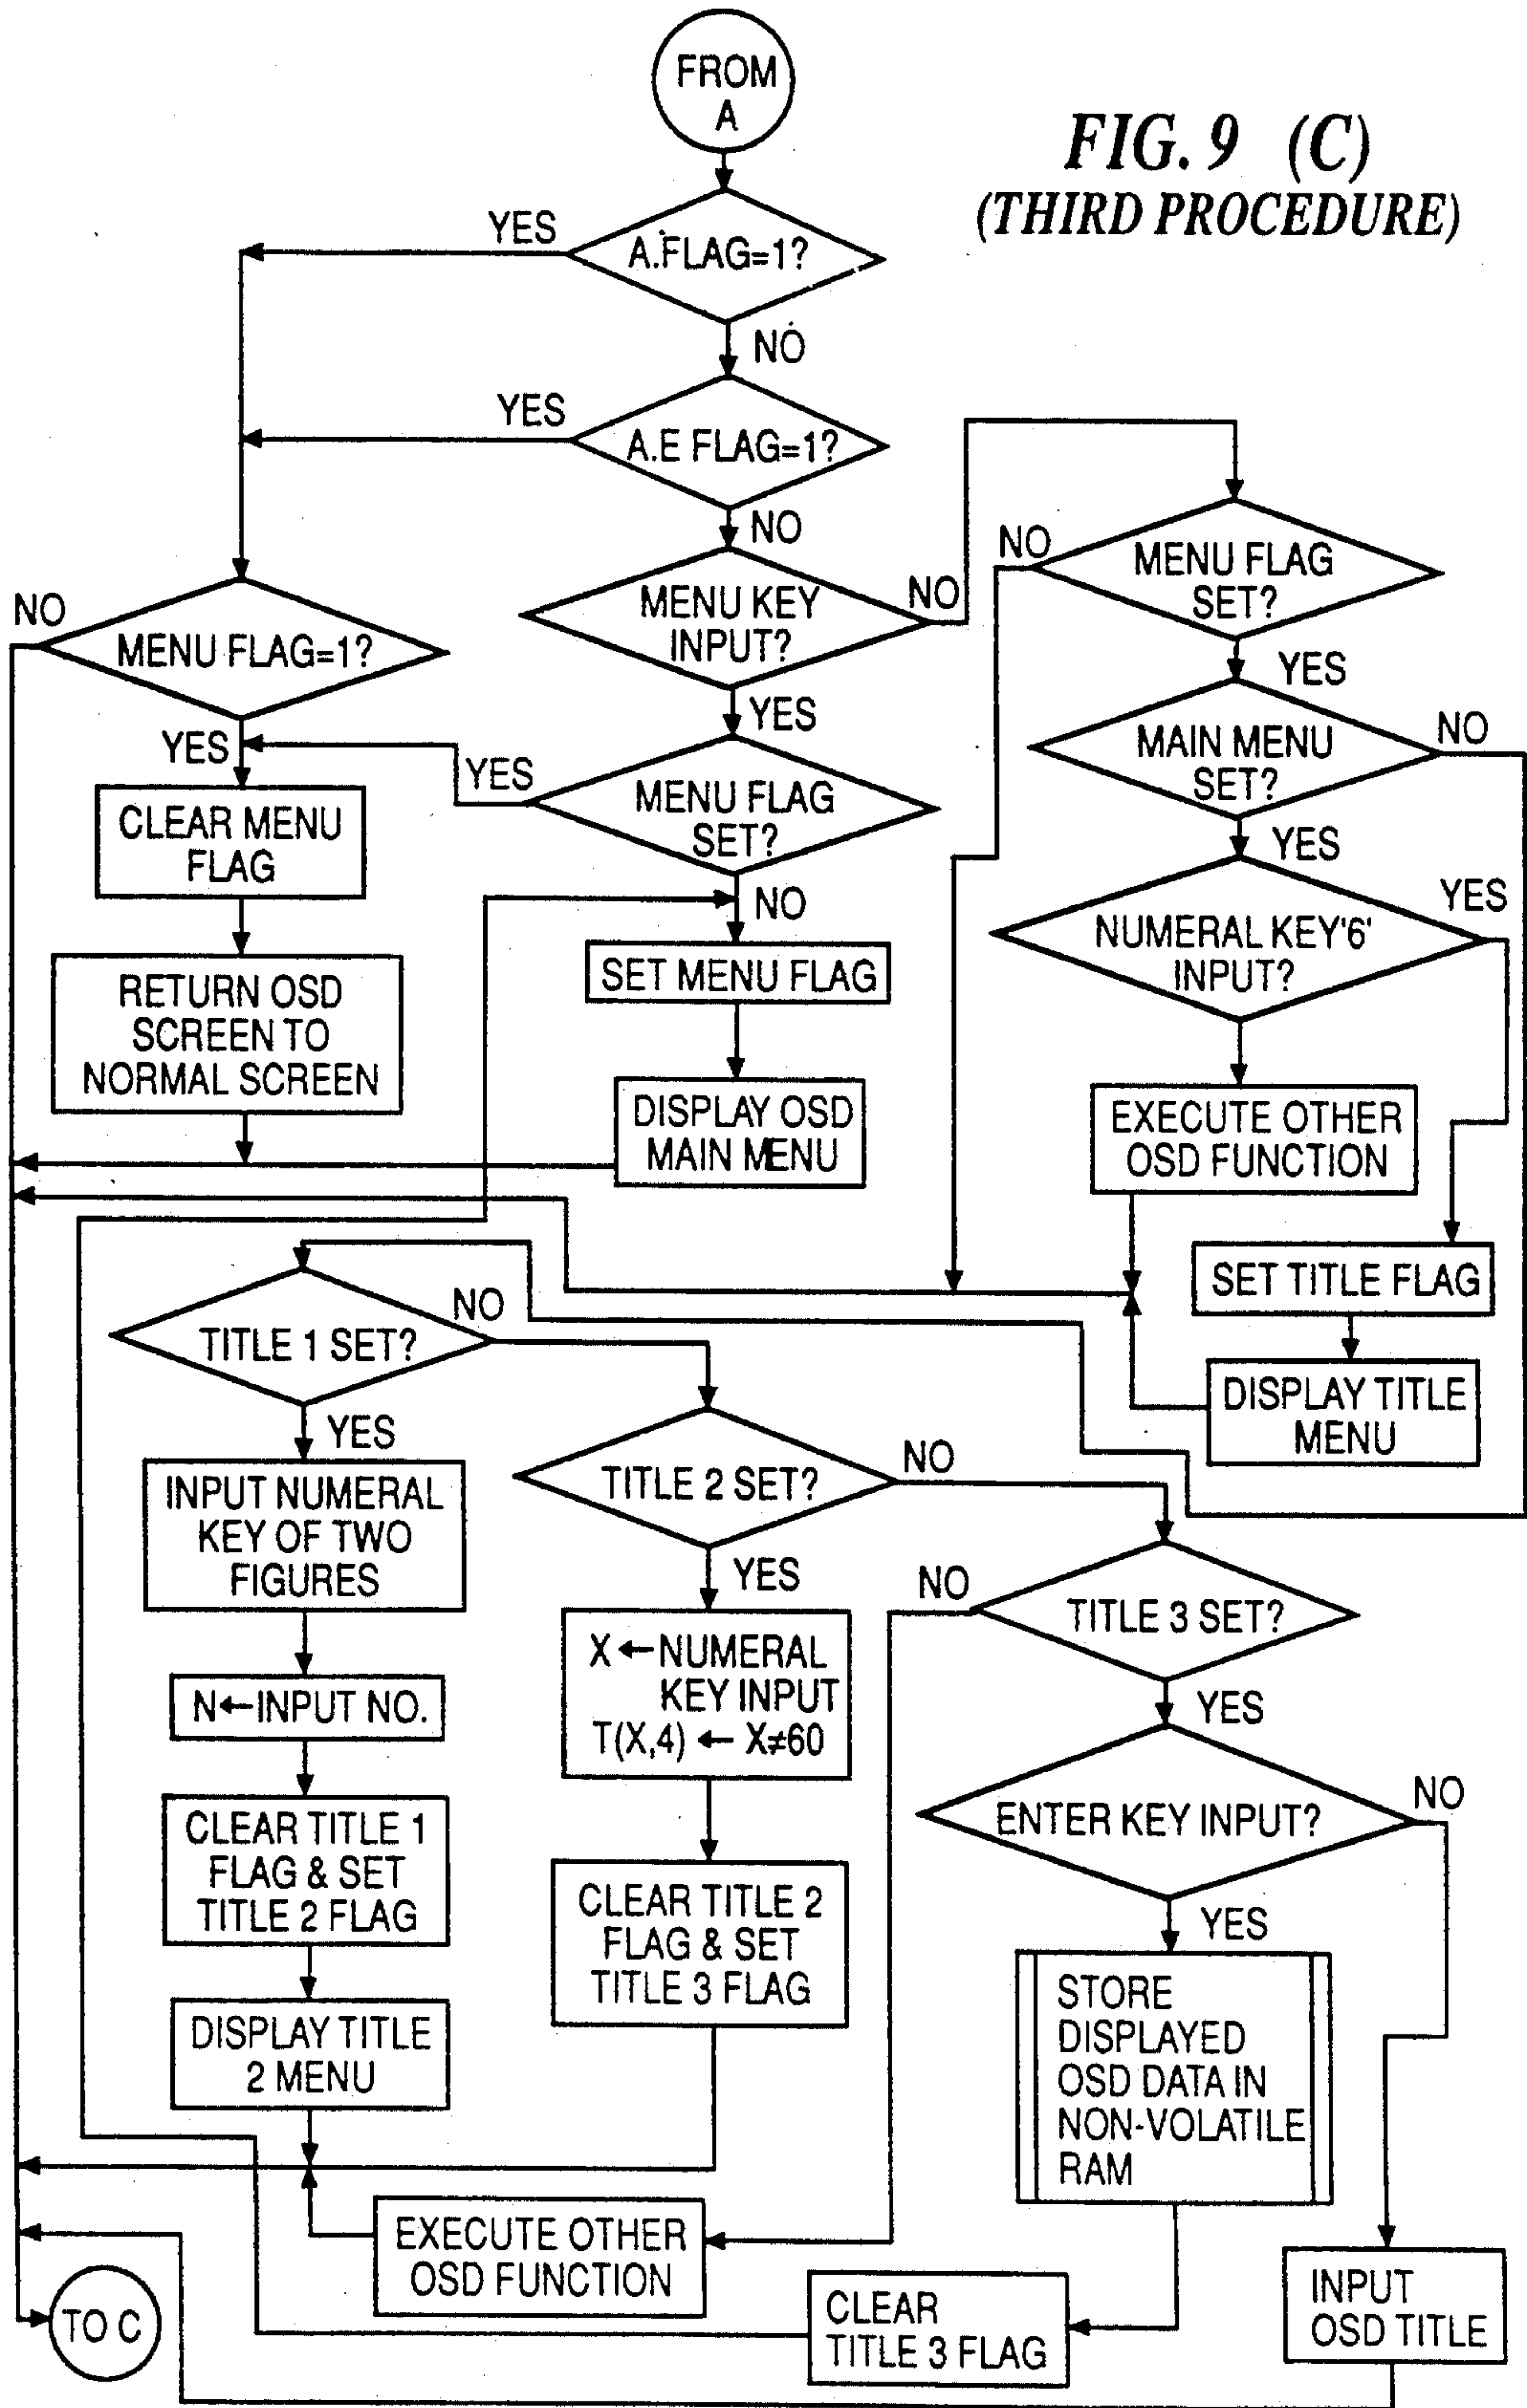 FROM
A
FIG. 9 (C)
(THIRD PROCEDURE)
YES
A.FLAG=1?
NO
YES
A.E FLAG=1?
NO
NO
MENU FLAG
SET?
NO
MENU FLAG=1?
MENU KEY
INPUT?
NO
YES
YES
MAIN MENU
SET?
NO
YES
YES
MENU FLAG
SET?
CLEAR MENU
FLAG
YES
YES
NO
NUMERAL KEY'6'
INPUT?
SET MENU FLAG
RETURN OSD
SCREEN TO
NORMAL SCREEN
DISPLAY OSD
MAIN MENU
EXECUTE OTHER
OSD FUNCTION
SET TITLE FLAG
DISPLAY TITLE
MENU
TITLE 1 SET?
NO
YES
TITLE 2 SET?
NO
INPUT NUMERAL
KEY OF TWO
FIGURES
YES
NO
TITLE 3 SET?
X←NUMERAL
KEY INPUT
T(X,4) ← X≠60
N←INPUT NO.
YES
ENTER KEY INPUT?
NO
CLEAR TITLE 1
FLAG & SET
TITLE 2 FLAG
CLEAR TITLE 2
FLAG & SET
TITLE 3 FLAG
YES
DISPLAY TITLE
2 MENU
STORE
DISPLAYED
OSD DATA IN
NON-VOLATILE
RAM
EXECUTE OTHER
OSD FUNCTION
CLEAR
TITLE 3 FLAG
INPUT
OSD TITLE
TO C